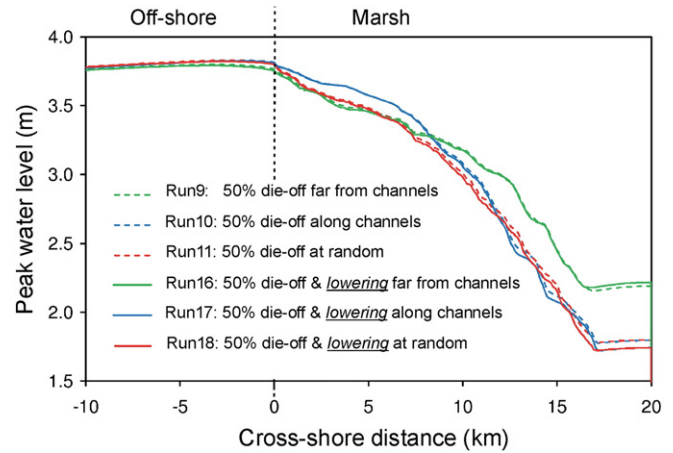 Off-shore Marsh
4.0
3.5
3.0
2.5
2.0
1.5
Peak water level (m)
Run9: 50% die-off far from channels
Run10: 50% die-off along channels
Run11: 50% die-off at random
Run16: 50% die-off & lowering far from channels
Run17: 50% die-off & lowering along channels
Run18: 50% die-off & lowering at random
-10 -5 0 5 10 15 20
Cross-shore distance (km)